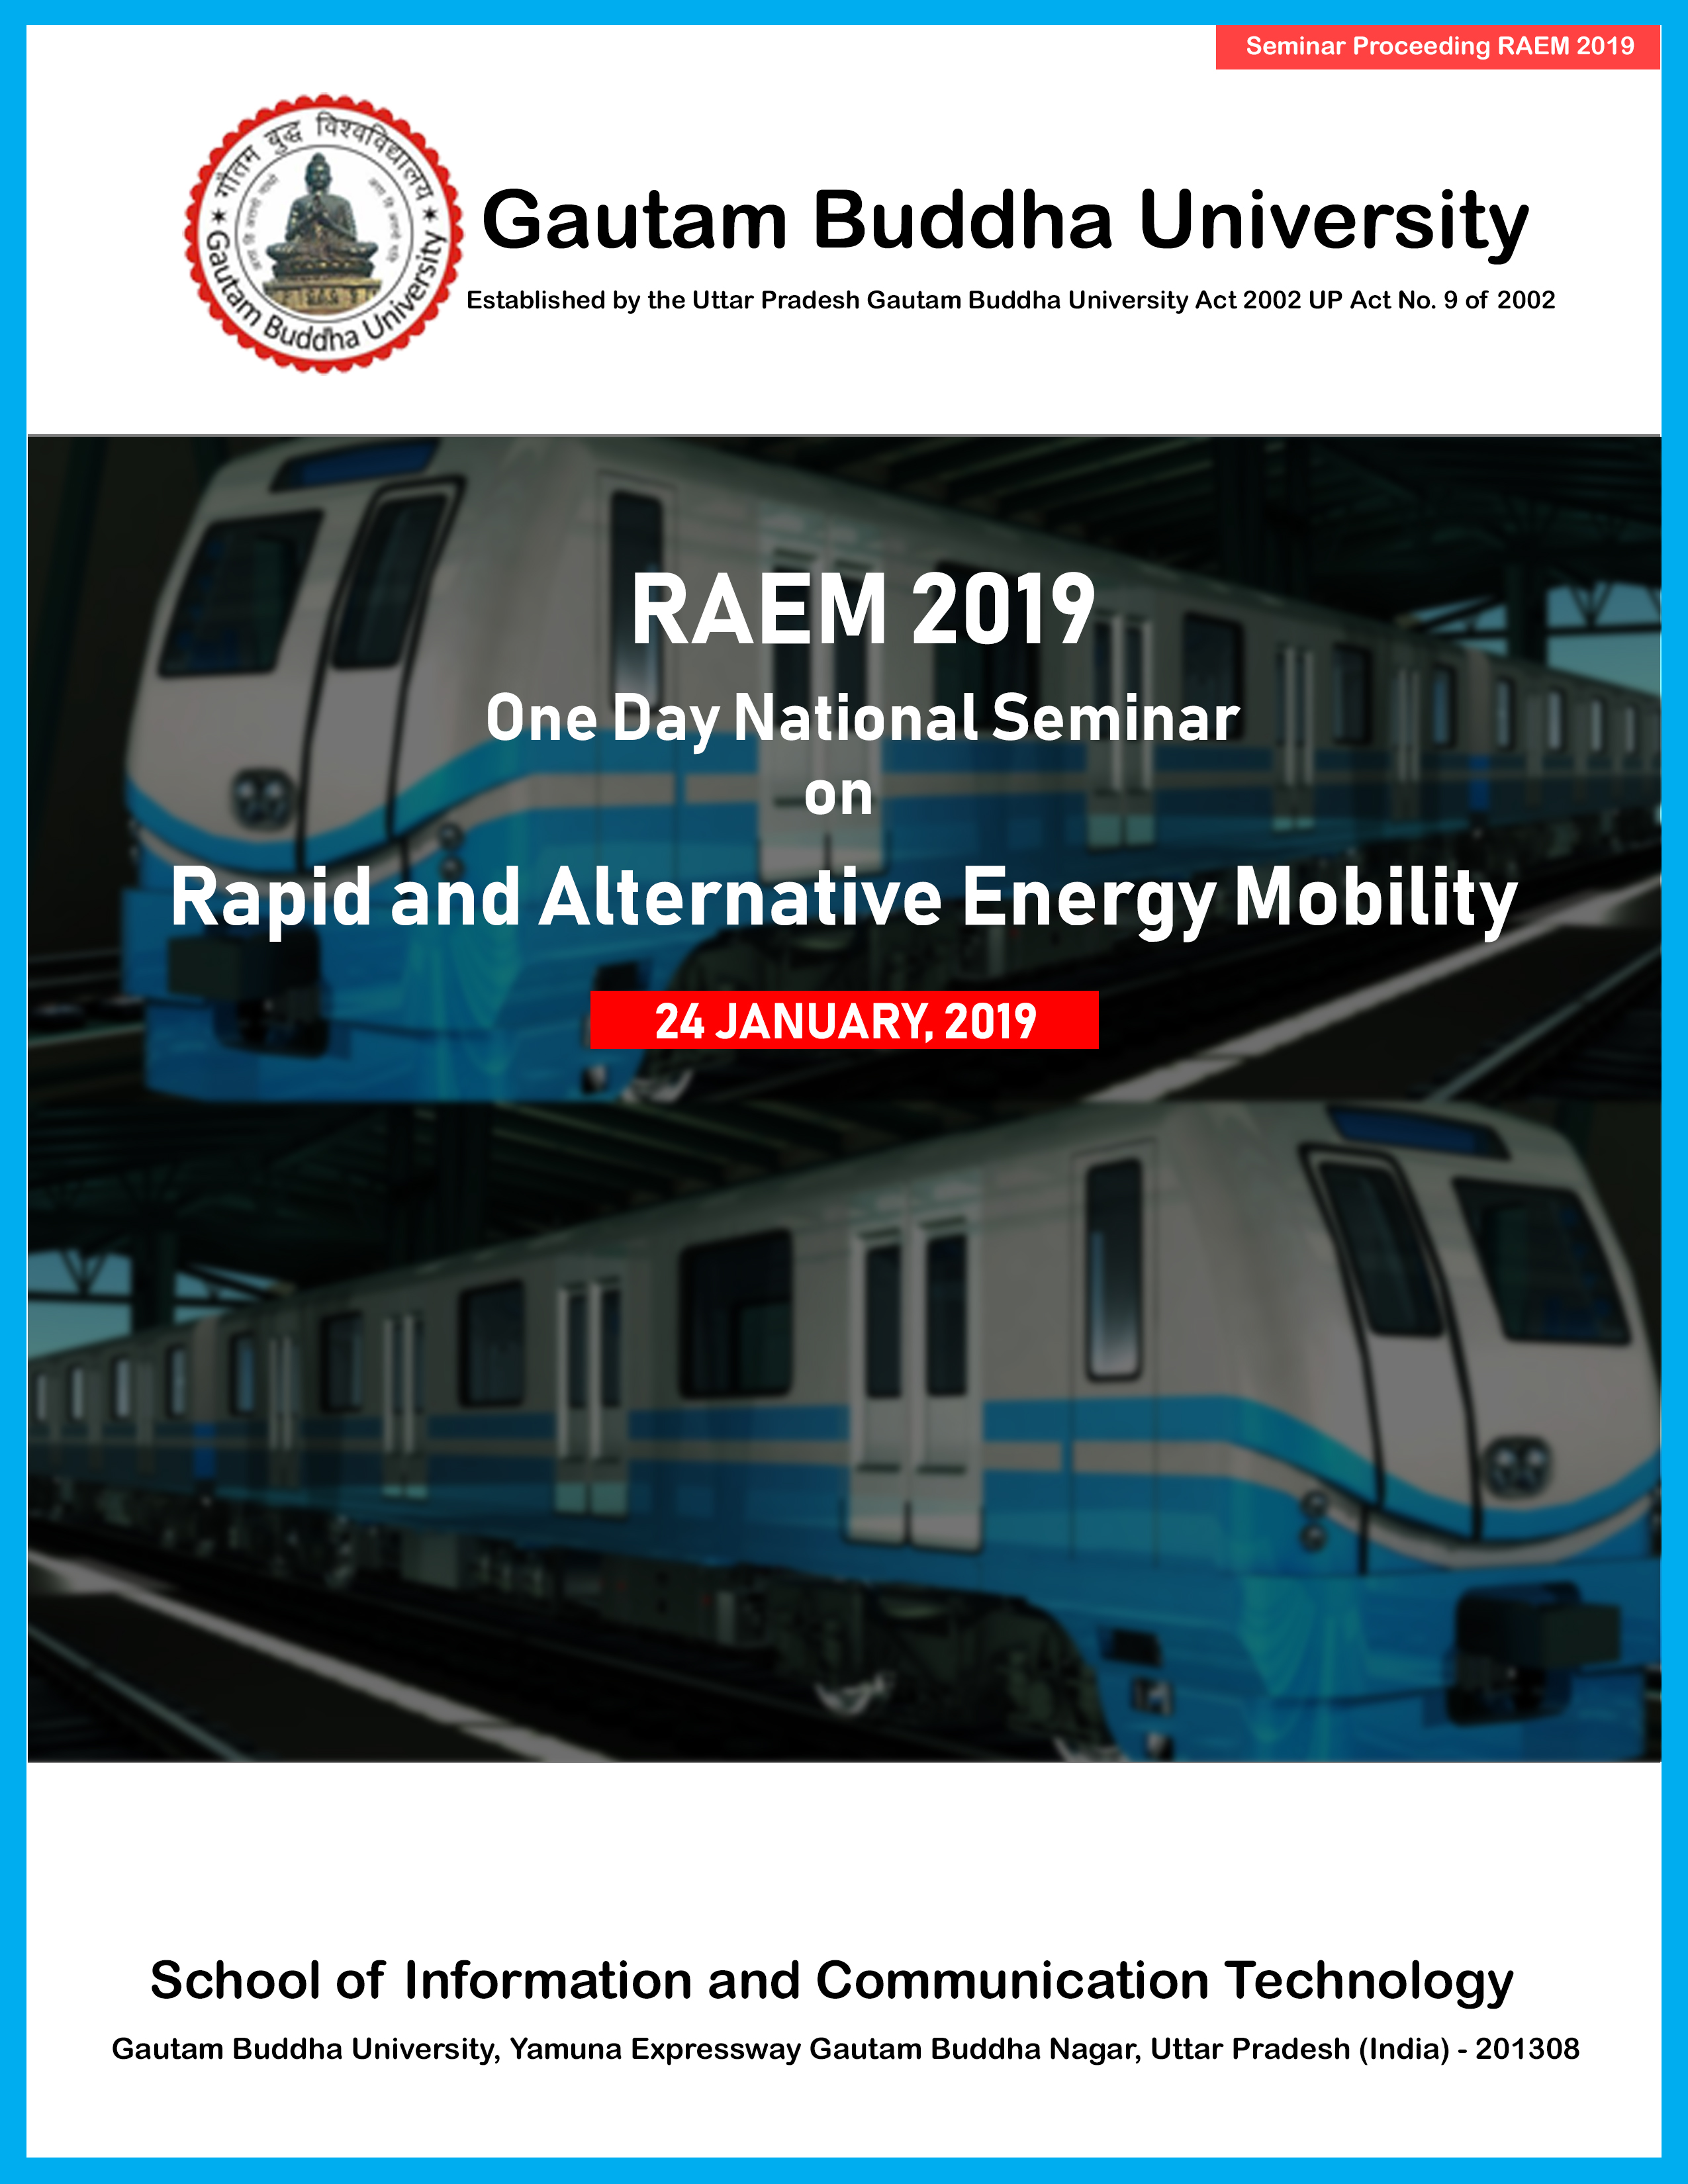 Seminar Proceeding RAEM 2019
गौतम बुद्ध विश्वविद्यालय
Gautam Buddha University
Gautam Buddha University
Established by the Uttar Pradesh Gautam Buddha University Act 2002 UP Act No. 9 of 2002
RAEM 2019
One Day National Seminar
on
Rapid and Alternative Energy Mobility
24 JANUARY, 2019
School of Information and Communication Technology
Gautam Buddha University, Yamuna Expressway Gautam Buddha Nagar, Uttar Pradesh (India) - 201308